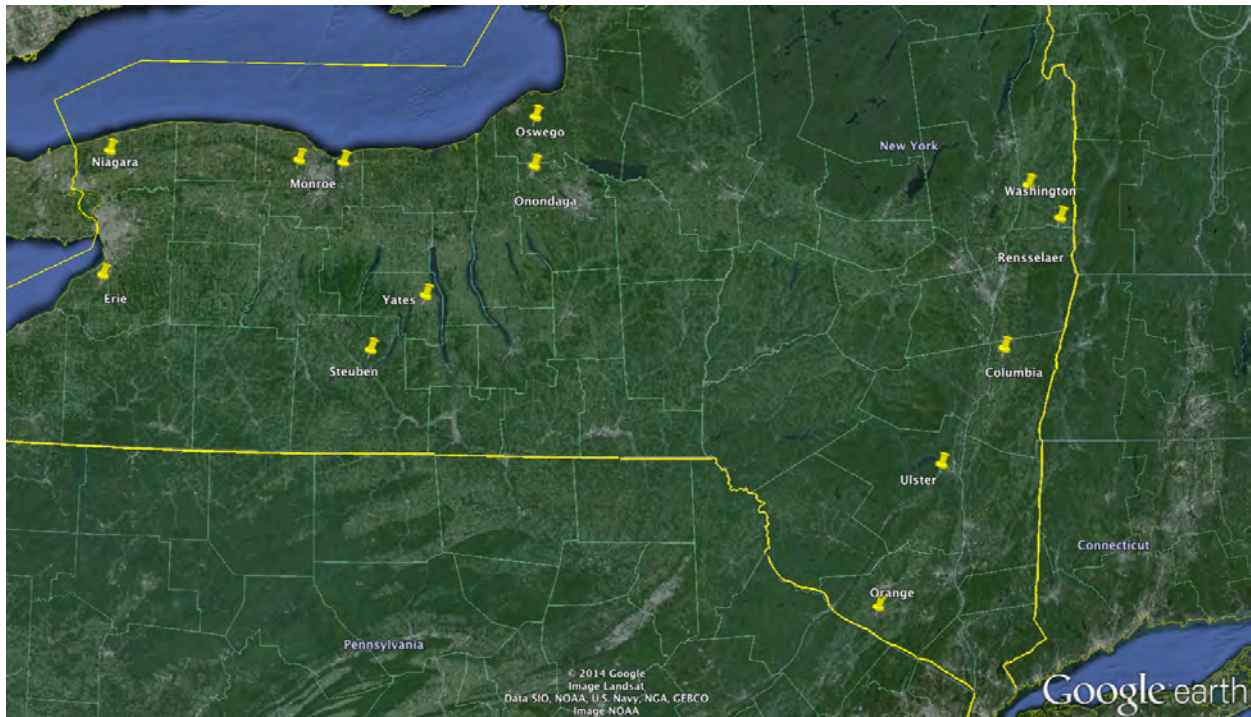 Oswego
New York
Niagara
Monroe
Washington
Onondaga
Rensselaer
Erie
Yates
Steuben
Columbia
Ulster
Connecticut
Orange
Pennsylvania
© 2014 Google
Image Landsat
Data SIO, NOAA, U.S. Navy, NGA, GEBCO
Image NOAA
Google earth